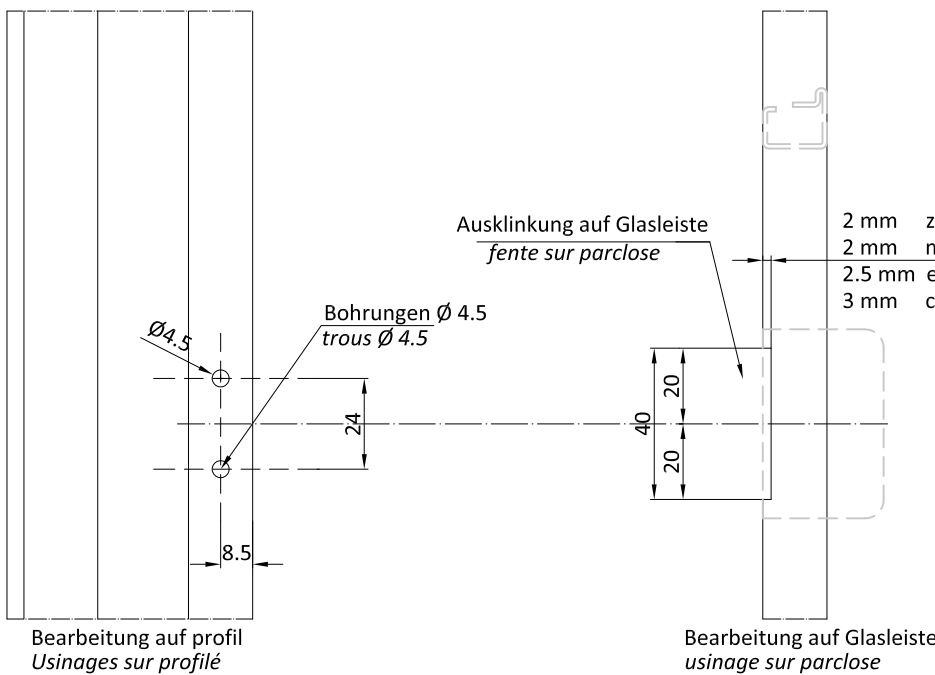 Ausklinkung auf Glasleiste
fente sur parclose
2 mm z
2 mm
2.5 mm e
3 mm c
Bohrungen Ø 4.5
trous Ø 4.5
Ø4.5
24
40
20
20
8.5
Bearbeitung auf profil
Usinages sur profilé
Bearbeitung auf Glasleiste
usinage sur parclose